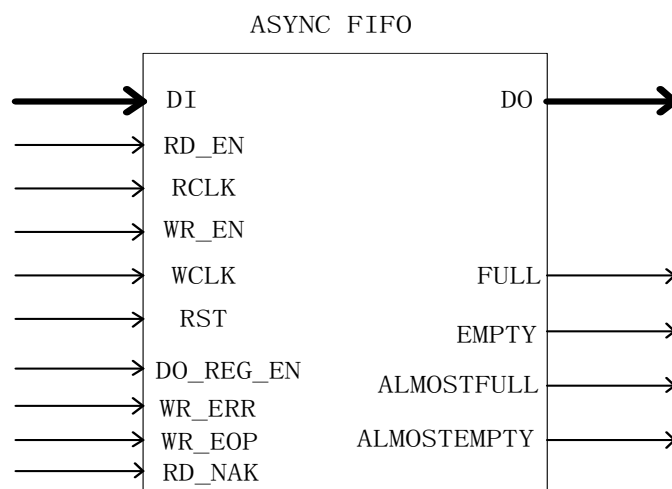 ASYNC FIFO
DI
DO
RD_EN
RCLK
WR_EN
WCLK
FULL
RST
EMPTY
DO_REG_EN
ALMOSTFULL
WR_ERR
WR_EOP
ALMOSTEMPTY
RD_NAK